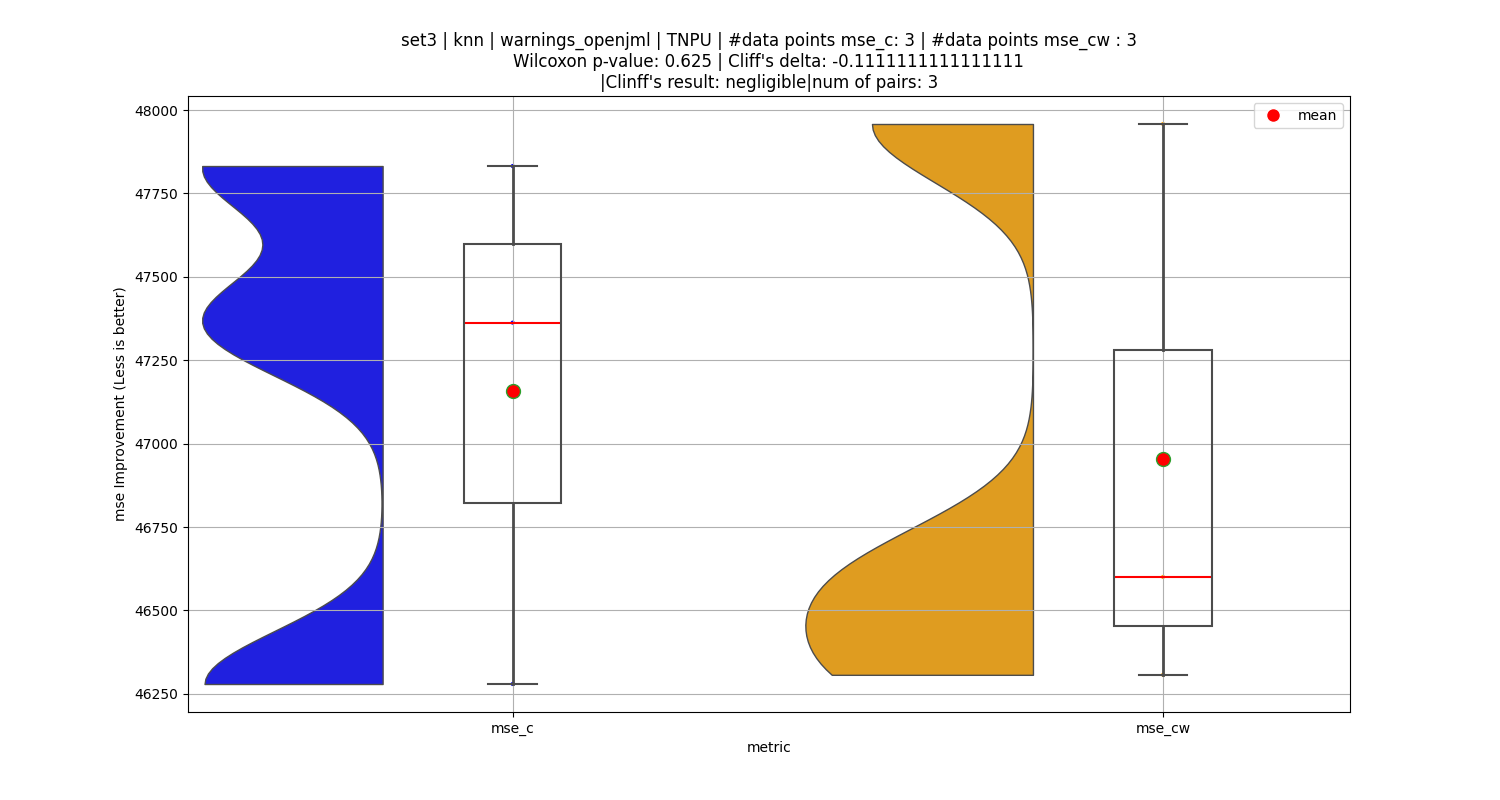 set3 | knn | warnings_openjml | TNPU | #data points mse_c: 3 | #data points mse_cw : 3
Wilcoxon p-value: 0.625 | Cliff's delta: -0.1111111111111111
|Clinff's result: negligible|num of pairs: 3
mean
mse Improvement (Less is better)
48000
47750
47500
47250
47000
46750
46500
46250
mse_c
mse_cw
metric